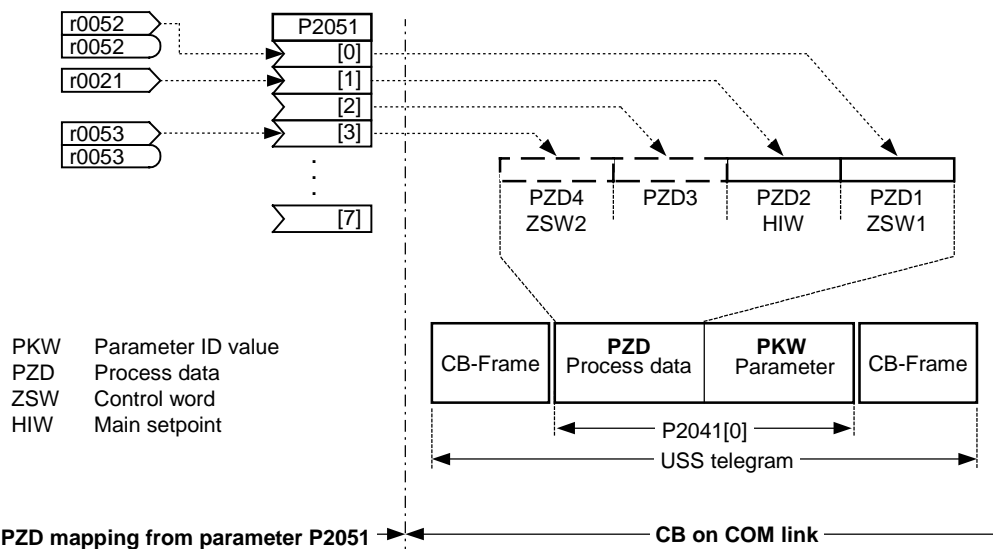 r0052
r0052
r0021
r0053
r0053
P2051
[0]
[1]
[2]
[3]
[7]
PZD4 PZD3 PZD2 PZD1
ZSW2 HIW ZSW1
PKW Parameter ID value
PZD Process data
ZSW Control word
HIW Main setpoint
CB-Frame
PZD
Process data
PKW
Parameter
CB-Frame
P2041[0]
USS telegram
PZD mapping from parameter P2051
CB on COM link